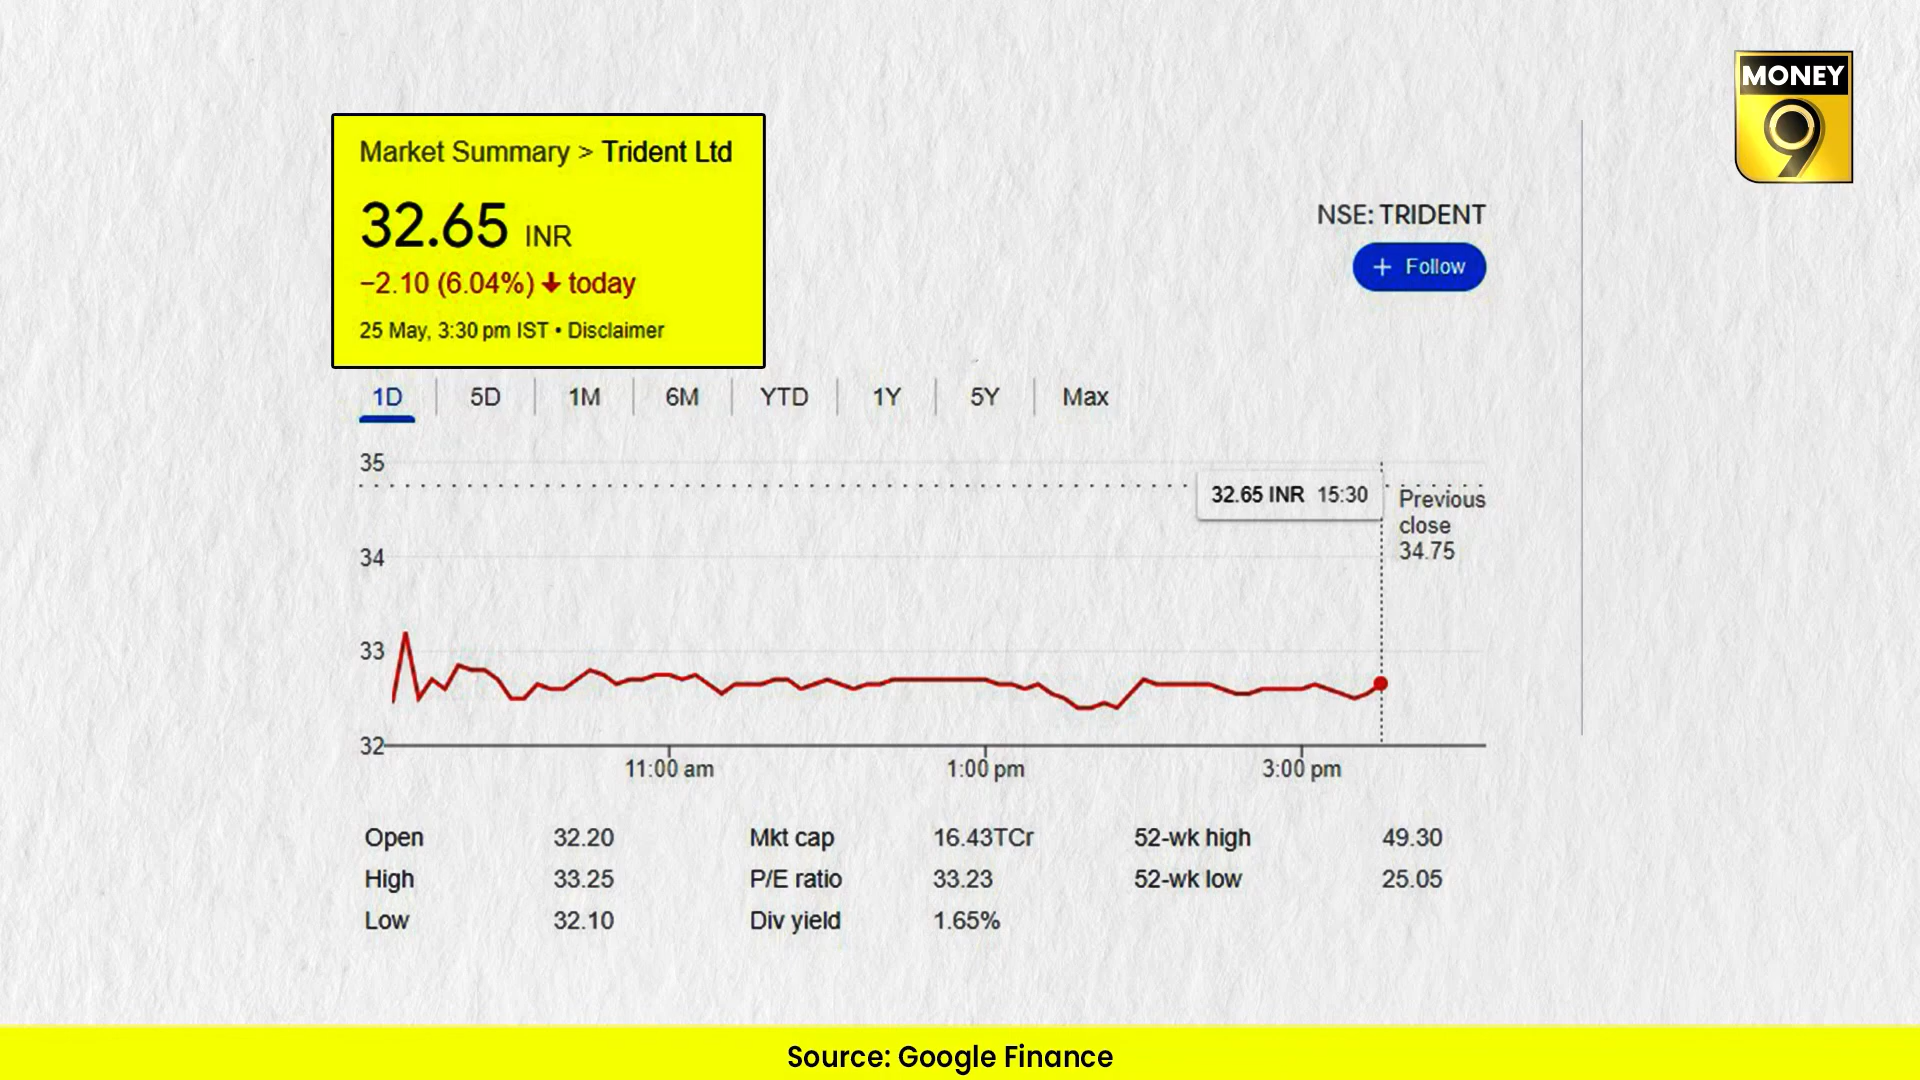 MONEY
9
Market Summary > Trident Ltd
32.65 INR
−2.10 (6.04%) ↓ today
25 May, 3:30 pm IST • Disclaimer
NSE: TRIDENT
+ Follow
1D 5D 1M 6M YTD 1Y 5Y Max
35
32.65 INR 15:30
Previous
close
34.75
34
33
32
11:00 am 1:00 pm 3:00 pm
Open 32.20 Mkt cap 16.43TCr 52-wk high 49.30
High 33.25 P/E ratio 33.23 52-wk low 25.05
Low 32.10 Div yield 1.65%
Source: Google Finance